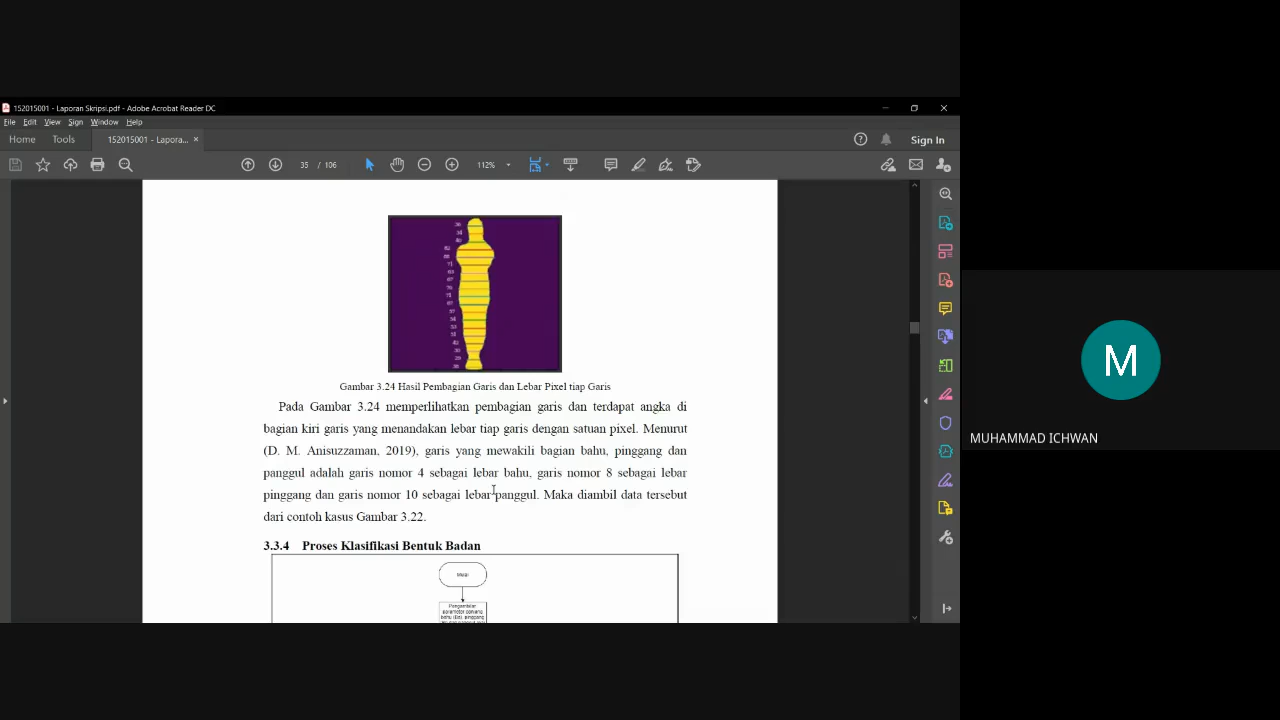 152015001 - Laporan Skripsi.pdf - Adobe Acrobat Reader DC
File Edit View Sign Window Help
Home Tools 152015001 - Lapora... ×
Sign In
35 / 106
112%
Gambar 3.24 Hasil Pembagian Garis dan Lebar Pixel tiap Garis
Pada Gambar 3.24 memperlihatkan pembagian garis dan terdapat angka di
bagian kiri garis yang menandakan lebar tiap garis dengan satuan pixel. Menurut
(D. M. Anisuzzaman, 2019), garis yang mewakili bagian bahu, pinggang dan
panggul adalah garis nomor 4 sebagai lebar bahu, garis nomor 8 sebagai lebar
pinggang dan garis nomor 10 sebagai lebar panggul. Maka diambil data tersebut
dari contoh kasus Gambar 3.22.
3.3.4 Proses Klasifikasi Bentuk Badan
Mulai
Pengambilan
M
MUHAMMAD ICHWAN